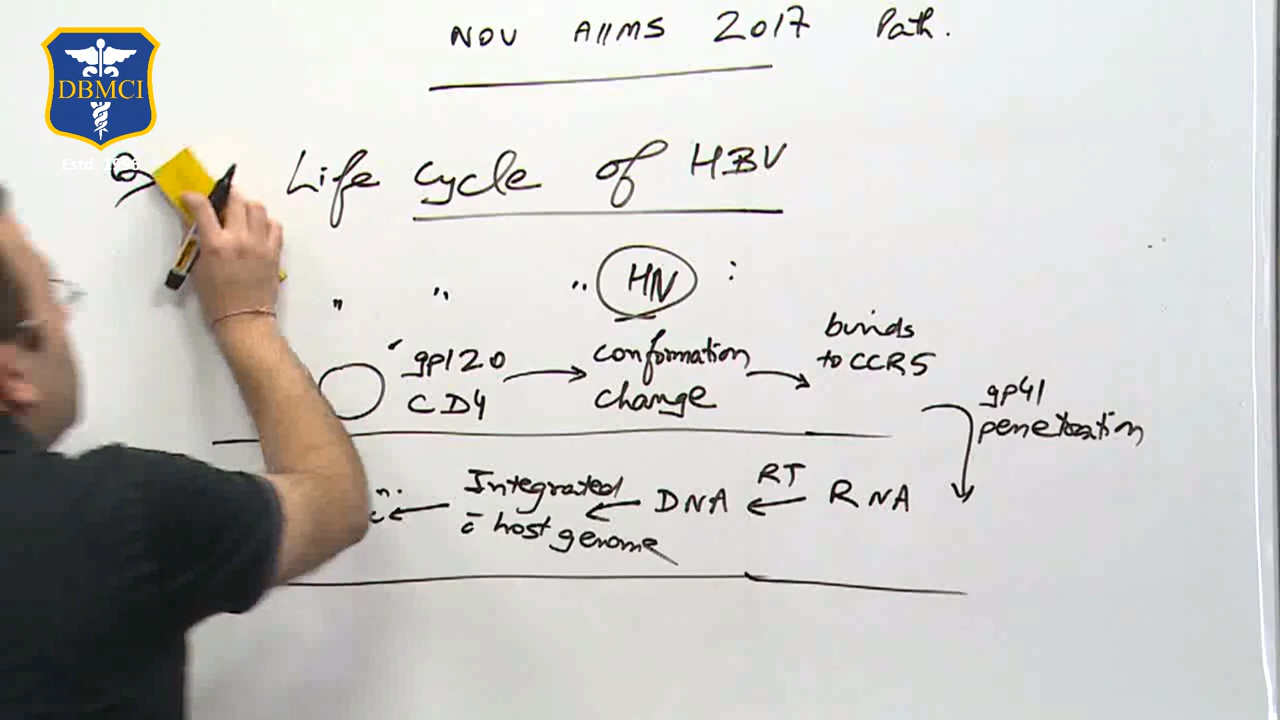 DBMCI
NOV AIIMS 2017 Path.
Life cycle of HBV
" " " HIV :
gp120 conformation binds
CD4 change to CCR5
gp41
penetration
Integrated DNA RT RNA
c̄ host genome